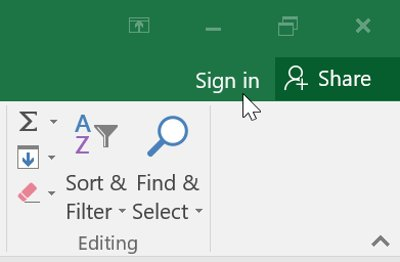 Sign in
Share
Sort & Filter
Find & Select
Editing